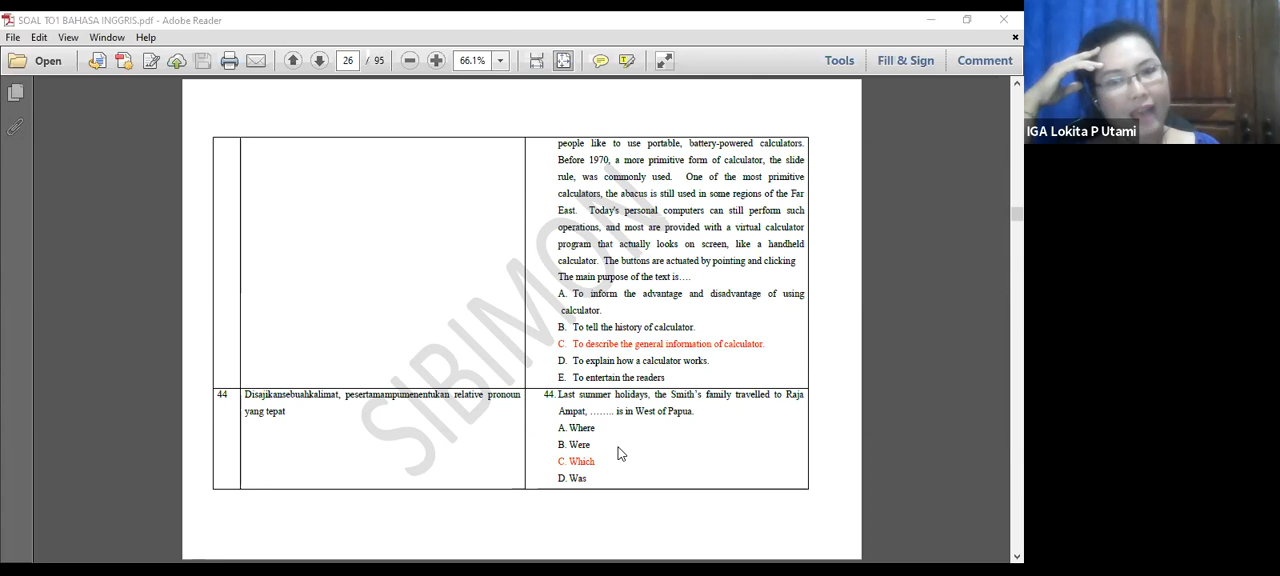 SOAL TO1 BAHASA INGGRIS.pdf - Adobe Reader
File Edit View Window Help
Open
26 / 95
66.1%
Tools Fill & Sign Comment
IGA Lokita P Utami
people like to use portable, battery-powered calculators.
Before 1970, a more primitive form of calculator, the slide
rule, was commonly used. One of the most primitive
calculators, the abacus is still used in some regions of the Far
East. Today's personal computers can still perform such
operations, and most are provided with a virtual calculator
program that actually looks on screen, like a handheld
calculator. The buttons are actuated by pointing and clicking
The main purpose of the text is….
A. To inform the advantage and disadvantage of using
calculator.
B. To tell the history of calculator.
C. To describe the general information of calculator.
D. To explain how a calculator works.
E. To entertain the readers
44
Disajikansebuahkalimat, pesertamampumenentukan relative pronoun
yang tepat
44. Last summer holidays, the Smith's family travelled to Raja
Ampat, …….. is in West of Papua.
A. Where
B. Were
C. Which
D. Was
SIBIMON